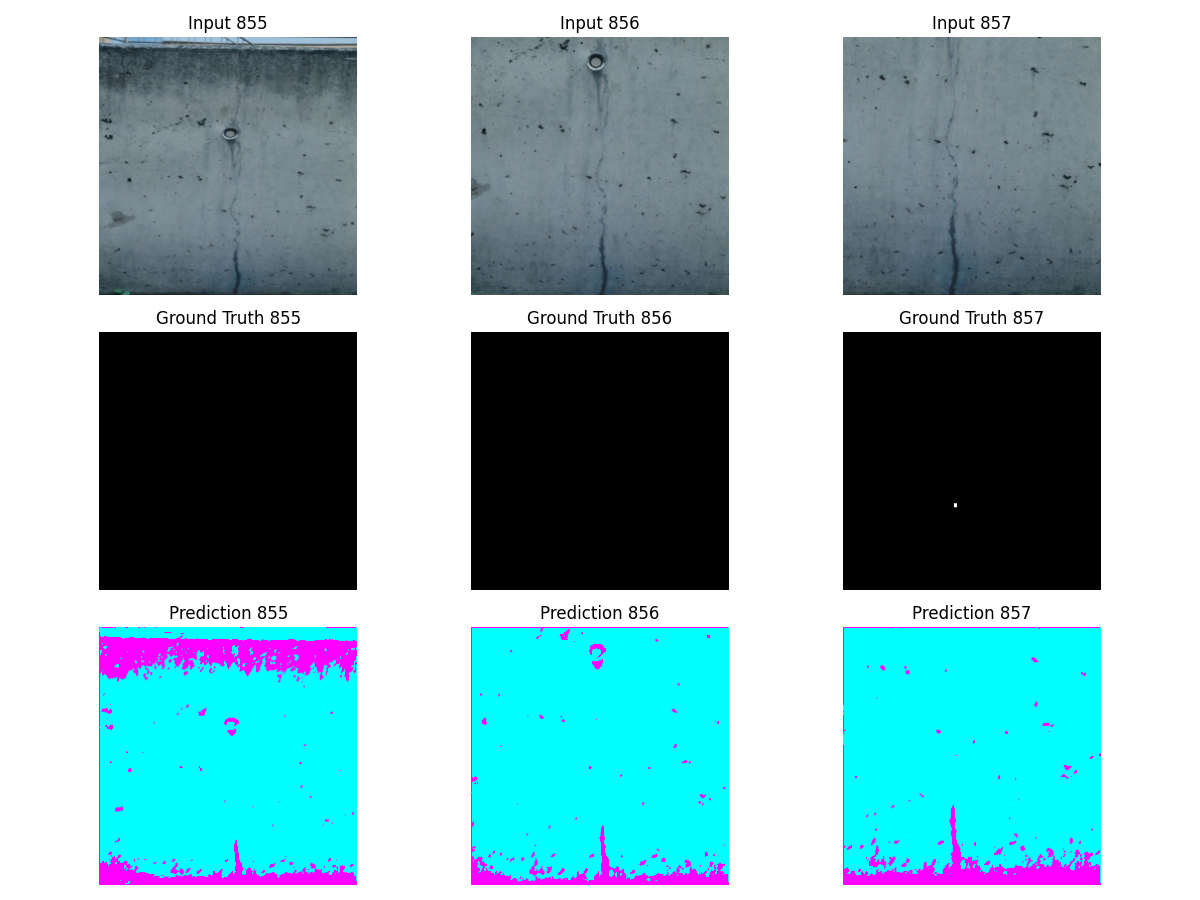 Input 855
Input 856
Input 857
Ground Truth 855
Ground Truth 856
Ground Truth 857
Prediction 855
Prediction 856
Prediction 857